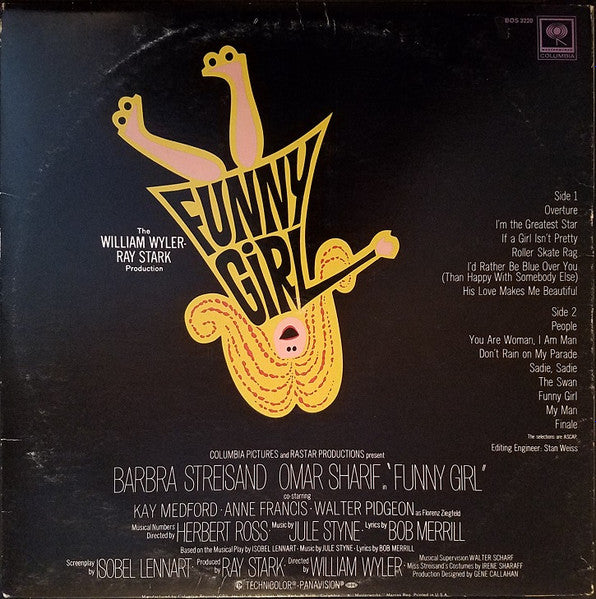 BOS 3220
COLUMBIA
FUNNY
GIRL
The
WILLIAM WYLER-
RAY STARK
Production
Side 1
Overture
I'm the Greatest Star
If a Girl Isn't Pretty
Roller Skate Rag
I'd Rather Be Blue Over You
(Than Happy With Somebody Else)
His Love Makes Me Beautiful
Side 2
People
You Are Woman, I Am Man
Don't Rain on My Parade
Sadie, Sadie
The Swan
Funny Girl
My Man
Finale
The selections are ASCAP.
Editing Engineer: Stan Weiss
COLUMBIA PICTURES and RASTAR PRODUCTIONS present
BARBRA STREISAND OMAR SHARIF in "FUNNY GIRL"
co-starring
KAY MEDFORD · ANNE FRANCIS · WALTER PIDGEON as Florenz Ziegfeld
Musical Numbers Directed by HERBERT ROSS · Music by JULE STYNE · Lyrics by BOB MERRILL
Based on the Musical Play by ISOBEL LENNART · Music by JULE STYNE · Lyrics by BOB MERRILL
Screenplay by ISOBEL LENNART · Produced by RAY STARK · Directed by WILLIAM WYLER ·
Musical Supervision WALTER SCHARF
Miss Streisand's Costumes by IRENE SHARAFF
Production Designed by GENE CALLAHAN
G TECHNICOLOR® · PANAVISION®
Printed in U.S.A.